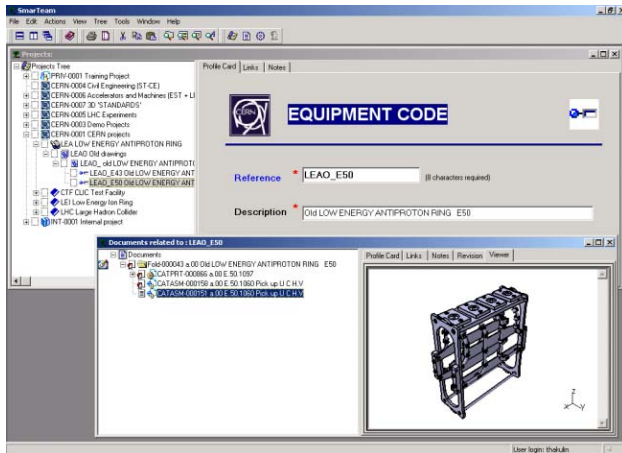 SmarTeam
File Edit Actions View Tree Tools Window Help
Projects:
Projects Tree
PRIV-0001 Training Project
CERN-0004 Civil Engineering (ST-CE)
CERN-0006 Accelerators and Machines (EST + LI
CERN-0007 3D 'STANDARDS'
CERN-0005 LHC Experiments
CERN-0003 Demo Projects
CERN-0001 CERN projects
LEA LOW ENERGY ANTIPROTON RING
LEAO Old drawings
LEAO_ old LOW ENERGY ANTIPROTI
LEAO_E43 Old LOW ENERGY ANT
LEAO_E50 Old LOW ENERGY ANT
CTF CLIC Test Facility
LEI Low Energy Ion Ring
LHC Large Hadron Collider
INT-0001 Internal project
Profile Card Links Notes
CERN
EQUIPMENT CODE
Reference * LEAO_E50 (8 characters required)
Description * Old LOW ENERGY ANTIPROTON RING E50
Documents related to : LEAO_E50
Documents
Fold-000043 a.00 Old LOW ENERGY ANTIPROTON RING E50
CATPRT-000866 a.00 E.50.1097
CATASM-000158 a.00 E.50.1060 Pick up U C H.V
CATASM-000151 a.00 E.50.1060 Pick up U C H.V
Profile Card Links Notes Revision Viewer
Z
X Y
User login: thakulin